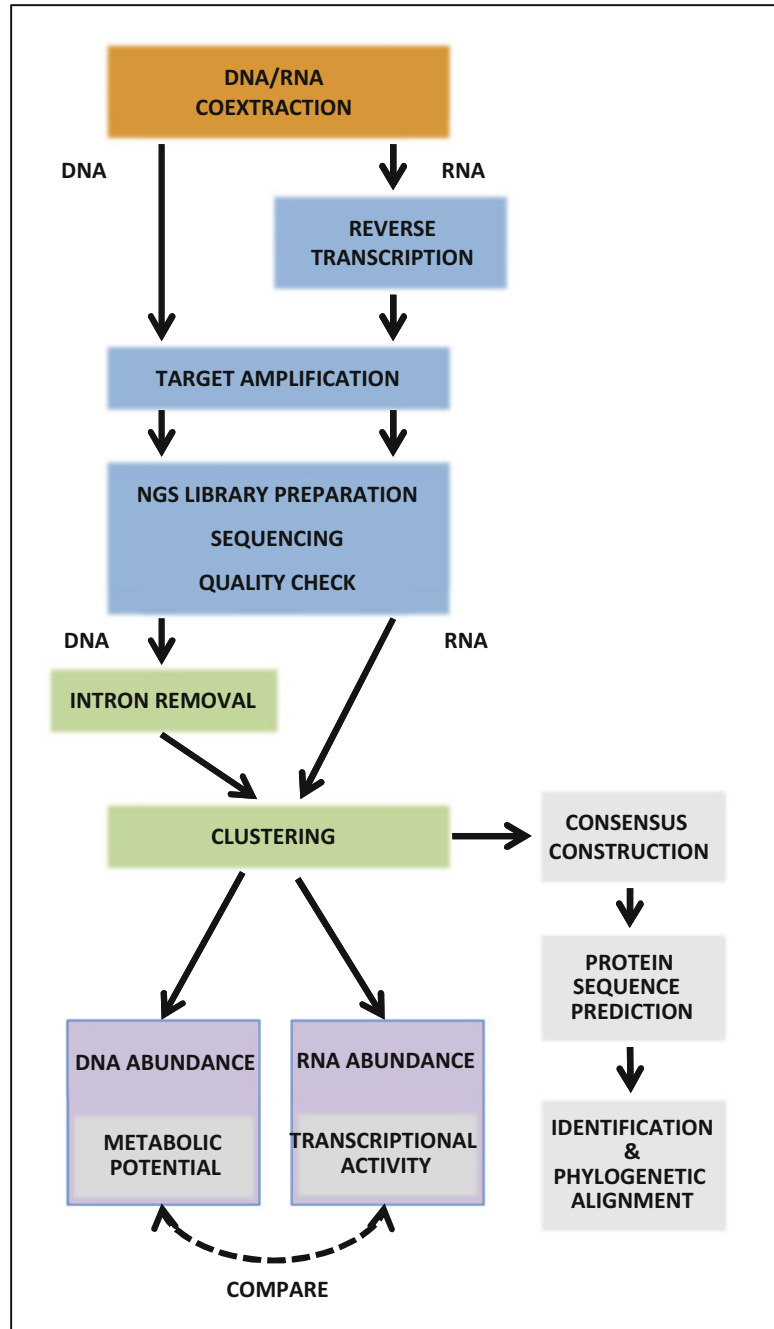 DNA/RNA
COEXTRACTION
DNA
RNA
REVERSE
TRANSCRIPTION
TARGET AMPLIFICATION
NGS LIBRARY PREPARATION
SEQUENCING
QUALITY CHECK
DNA
RNA
INTRON REMOVAL
CLUSTERING
CONSENSUS
CONSTRUCTION
PROTEIN
SEQUENCE
PREDICTION
DNA ABUNDANCE
METABOLIC
POTENTIAL
RNA ABUNDANCE
TRANSCRIPTIONAL
ACTIVITY
IDENTIFICATION
&
PHYLOGENETIC
ALIGNMENT
COMPARE